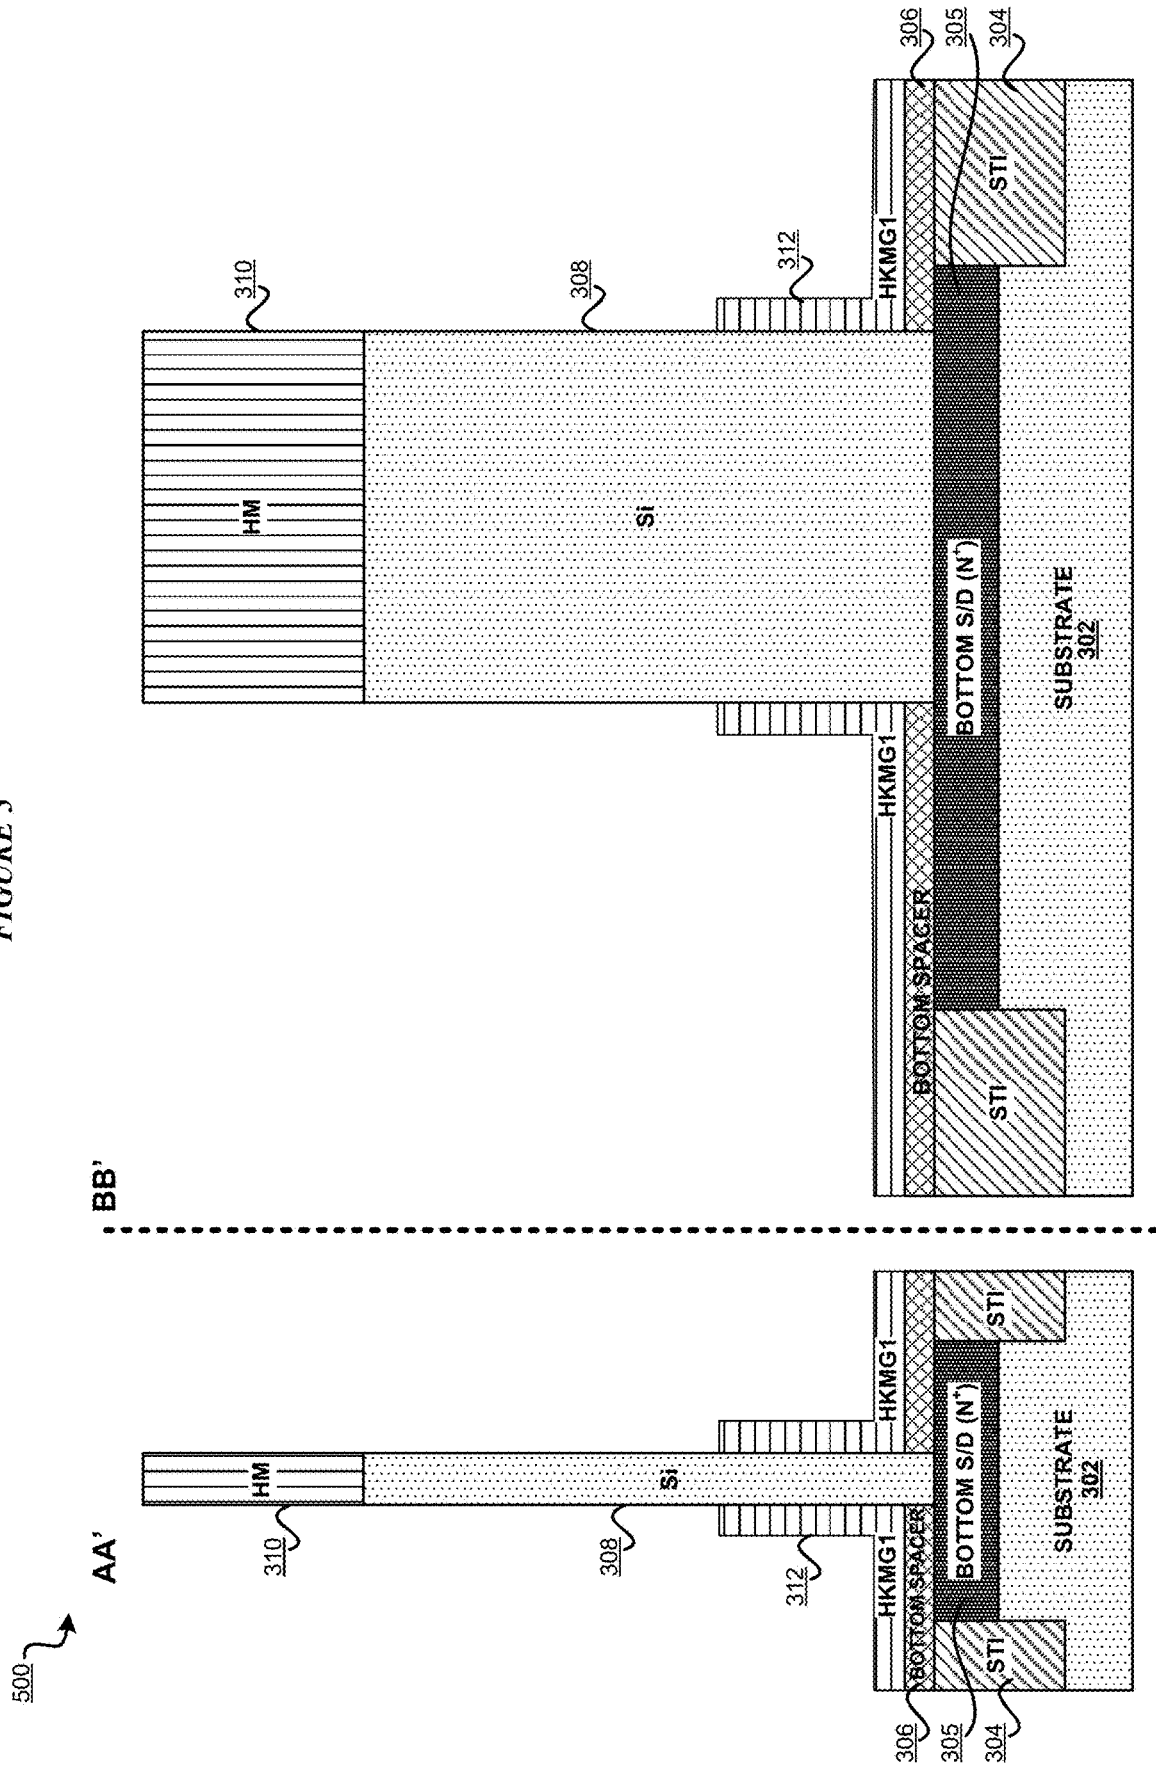 FIGURE 5
500
AA'
BB'
HM
310
Si
308
312
HKMG1
HKMG1
BOTTOM SPACER
306
305
304
STI
BOTTOM S/D (N+)
STI
SUBSTRATE
302
HM
310
Si
308
312
HKMG1
HKMG1
BOTTOM SPACER
306
305
304
STI
BOTTOM S/D (N+)
STI
SUBSTRATE
302